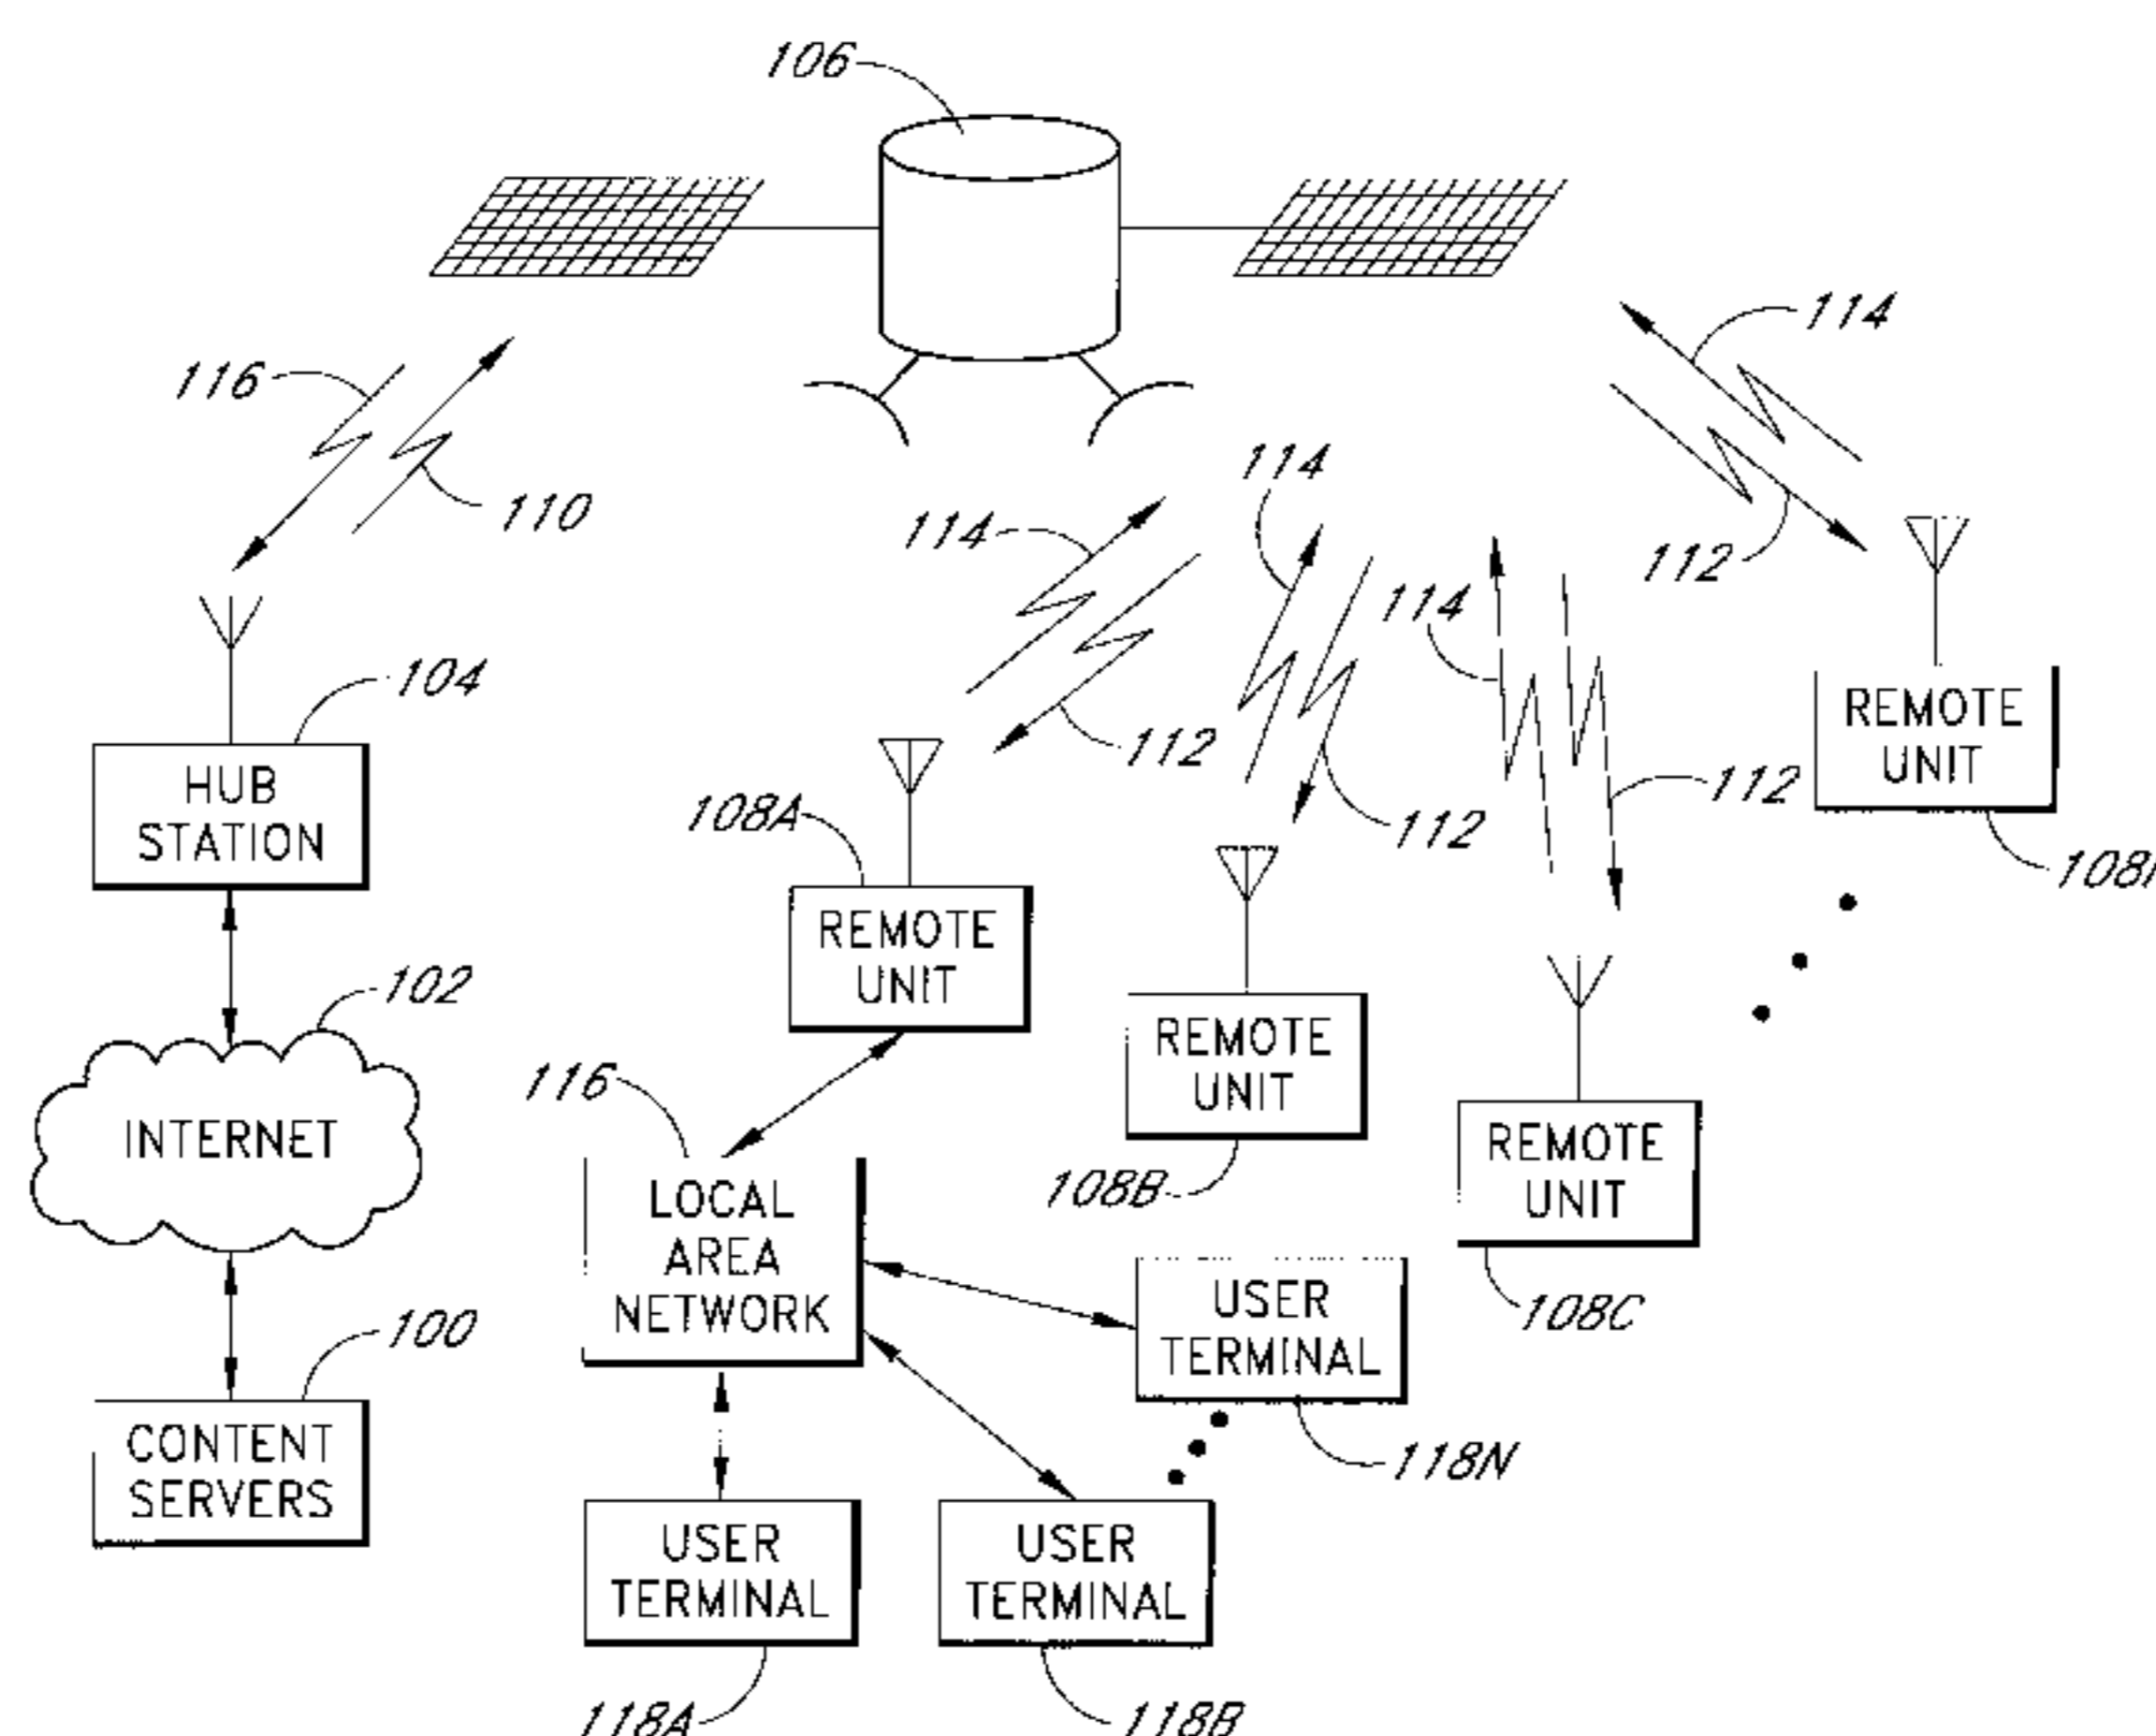 106
114
116
110
114
114
114
112
104
REMOTE
UNIT
HUB
STATION
112
112
112
108A
REMOTE
UNIT
102
REMOTE
UNIT
116
INTERNET
REMOTE
UNIT
108B
LOCAL
AREA
NETWORK
USER
TERMINAL
108C
100
CONTENT
SERVERS
118N
USER
TERMINAL
USER
TERMINAL
118A
118B